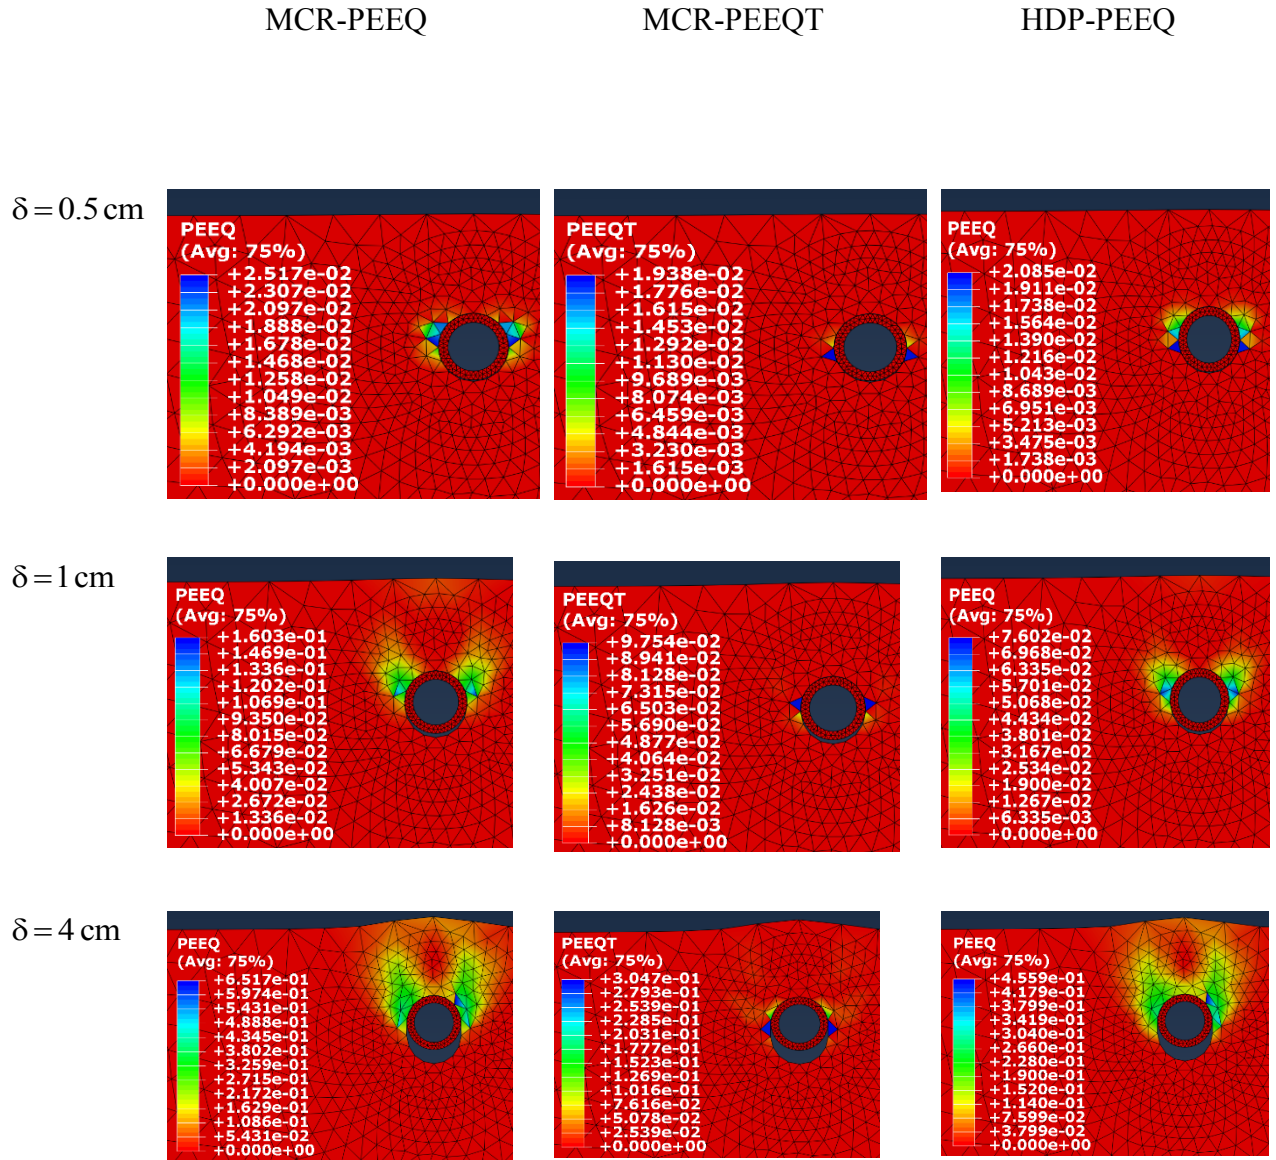 MCR-PEEQ MCR-PEEQT HDP-PEEQ
δ = 0.5 cm
PEEQ
(Avg: 75%)
+2.517e-02
+2.307e-02
+2.097e-02
+1.888e-02
+1.678e-02
+1.468e-02
+1.258e-02
+1.049e-02
+8.389e-03
+6.292e-03
+4.194e-03
+2.097e-03
+0.000e+00
PEEQT
(Avg: 75%)
+1.938e-02
+1.776e-02
+1.615e-02
+1.453e-02
+1.292e-02
+1.130e-02
+9.689e-03
+8.074e-03
+6.459e-03
+4.844e-03
+3.230e-03
+1.615e-03
+0.000e+00
PEEQ
(Avg: 75%)
+2.085e-02
+1.911e-02
+1.738e-02
+1.564e-02
+1.390e-02
+1.216e-02
+1.043e-02
+8.689e-03
+6.951e-03
+5.213e-03
+3.475e-03
+1.738e-03
+0.000e+00
δ = 1 cm
PEEQ
(Avg: 75%)
+1.603e-01
+1.469e-01
+1.336e-01
+1.202e-01
+1.069e-01
+9.350e-02
+8.015e-02
+6.679e-02
+5.343e-02
+4.007e-02
+2.672e-02
+1.336e-02
+0.000e+00
PEEQT
(Avg: 75%)
+9.754e-02
+8.941e-02
+8.128e-02
+7.315e-02
+6.503e-02
+5.690e-02
+4.877e-02
+4.064e-02
+3.251e-02
+2.438e-02
+1.626e-02
+8.128e-03
+0.000e+00
PEEQ
(Avg: 75%)
+7.602e-02
+6.968e-02
+6.335e-02
+5.701e-02
+5.068e-02
+4.434e-02
+3.801e-02
+3.167e-02
+2.534e-02
+1.900e-02
+1.267e-02
+6.335e-03
+0.000e+00
δ = 4 cm
PEEQ
(Avg: 75%)
+6.517e-01
+5.974e-01
+5.431e-01
+4.888e-01
+4.345e-01
+3.802e-01
+3.259e-01
+2.715e-01
+2.172e-01
+1.629e-01
+1.086e-01
+5.431e-02
+0.000e+00
PEEQT
(Avg: 75%)
+3.047e-01
+2.793e-01
+2.539e-01
+2.285e-01
+2.031e-01
+1.777e-01
+1.523e-01
+1.269e-01
+1.016e-01
+7.616e-02
+5.078e-02
+2.539e-02
+0.000e+00
PEEQ
(Avg: 75%)
+4.559e-01
+4.179e-01
+3.799e-01
+3.419e-01
+3.040e-01
+2.660e-01
+2.280e-01
+1.900e-01
+1.520e-01
+1.140e-01
+7.599e-02
+3.799e-02
+0.000e+00